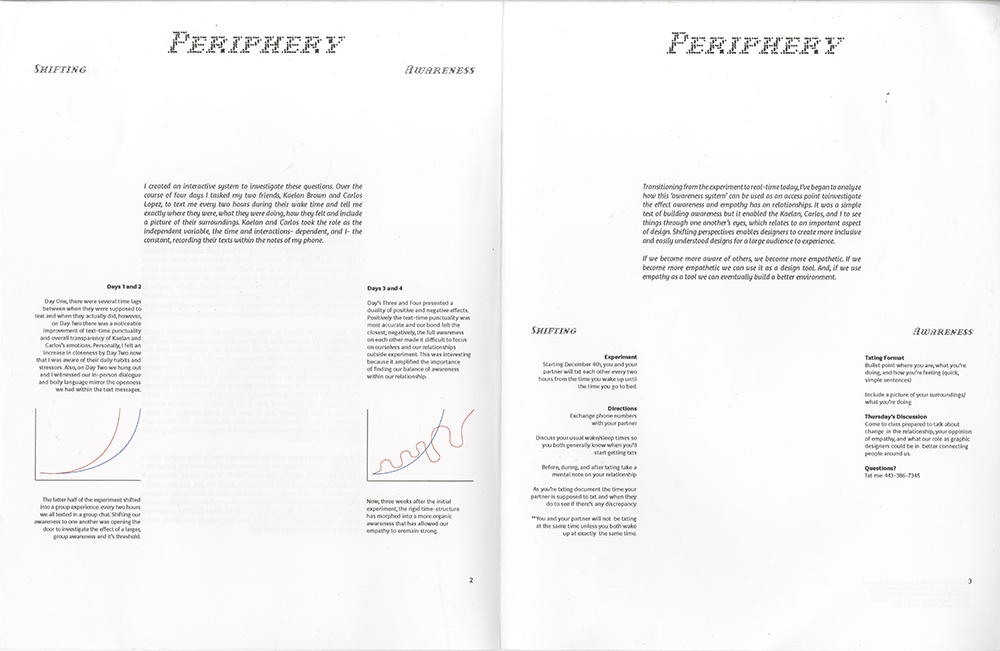 PERIPHERY
SHIFTING
AWARENESS
I created an interactive system to investigate these questions. Over the
course of four days I tasked my two friends, Kaelan Brown and Carlos
Lopez, to text me every two hours during their wake time and tell me
exactly where they were, what they were doing, how they felt and include
a picture of their surroundings. Kaelan and Carlos took the role as the
independent variable, the time and interactions- dependent, and I- the
constant, recording their texts within the notes of my phone.
Days 1 and 2
Day One, there were several time lags
between when they were supposed to
text and when they actually did, however,
on Day Two there was a noticeable
improvement of text-time punctuality
and overall transparency of Kaelan and
Carlos's emotions. Personally, I felt an
increase in closeness by Day Two now
that I was aware of their daily habits and
stressors. Also, on Day Two we hung out
and I witnessed our in-person dialogue
and body language mirror the openness
we had within the text messages.
The latter half of the experiment shifted
into a group experience: every two hours
we all texted in a group chat. Shifting our
awareness to one another was opening the
door to investigate the effect of a larger,
group awareness and it's threshold.
Days 3 and 4
Day's Three and Four presented a
duality of positive and negative effects.
Positively the text-time punctuality was
most accurate and our bond felt the
closest; negatively, the full awareness
on each other made it difficult to focus
on ourselves and our relationships
outside experiment. This was interesting
because it amplified the importance
of finding our balance of awareness
within our relationship.
Now, three weeks after the initial
experiment, the rigid time-structure
has morphed into a more organic
awareness that has allowed our
empathy to eremain strong.
2
PERIPHERY
Transitioning from the experiment to real-time today, I've began to analyze
how this 'awareness system' can be used as an access point toinvestigate
the effect awareness and empathy has on relationships. It was a simple
test of building awareness but it enabled the Kaelan, Carlos, and I to see
things through one another's eyes, which relates to an important aspect
of design. Shifting perspectives enables designers to create more inclusive
and easily understood designs for a large audience to experience.
If we become more aware of others, we become more empathetic. If we
become more empathetic we can use it as a design tool. And, if we use
empathy as a tool we can eventually build a better environment.
SHIFTING
AWARENESS
Experiment
Starting December 4th, you and your
partner will txt each other every two
hours from the time you wake up until
the time you go to bed.
Directions
Exchange phone numbers
with your partner
Discuss your usual wake/sleep times so
you both generally know when you'll
start getting txts
Before, during, and after txting take a
mental note on your relationship
As you're txting document the time your
partner is supposed to txt and when they
do to see if there's any discrepancy
**You and your partner will not be txting
at the same time unless you both wake
up at exactly the same time.
Txting Format
Bullet point where you are, what you're
doing, and how you're feeling (quick,
simple sentences)
Include a picture of your surroundings/
what you're doing
Thursday's Discussion
Come to class prepared to talk about
change in the relationship, your oppinion
of empathy, and what our role as graphic
designers could be in better connecting
people around us.
Questions?
Txt me: 443-386-7345
3